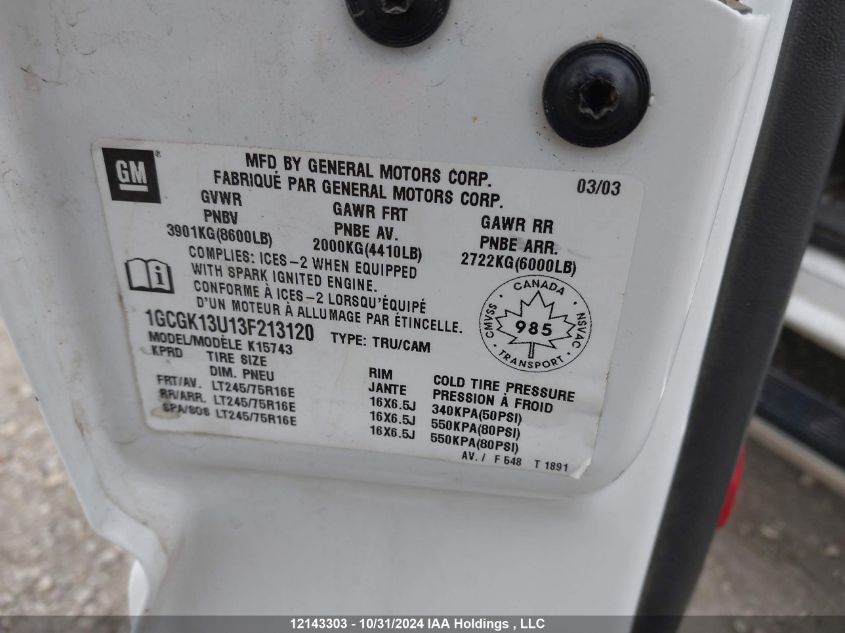 GM
MFD BY GENERAL MOTORS CORP.
FABRIQUÉ PAR GENERAL MOTORS CORP.
03/03
GVWR GAWR FRT GAWR RR
PNBV PNBE AV. PNBE ARR.
3901KG(8600LB) 2000KG(4410LB) 2722KG(6000LB)
COMPLIES: ICES-2 WHEN EQUIPPED
WITH SPARK IGNITED ENGINE.
CONFORME À ICES-2 LORSQU'ÉQUIPÉ
D'UN MOTEUR À ALLUMAGE PAR ÉTINCELLE.
CANADA
CMVSS 985 NSVAC
TRANSPORT
1GCGK13U13F213120 TYPE: TRU/CAM
MODEL/MODÈLE K15743
KPRD TIRE SIZE RIM COLD TIRE PRESSURE
DIM. PNEU JANTE PRESSION À FROID
FRT/AV. LT245/75R16E 16X6.5J 340KPA(50PSI)
RR/ARR. LT245/75R16E 16X6.5J 550KPA(80PSI)
SPA/SOS LT245/75R16E 16X6.5J 550KPA(80PSI)
AV. / F 548 T 1891
12143303 - 10/31/2024 IAA Holdings , LLC